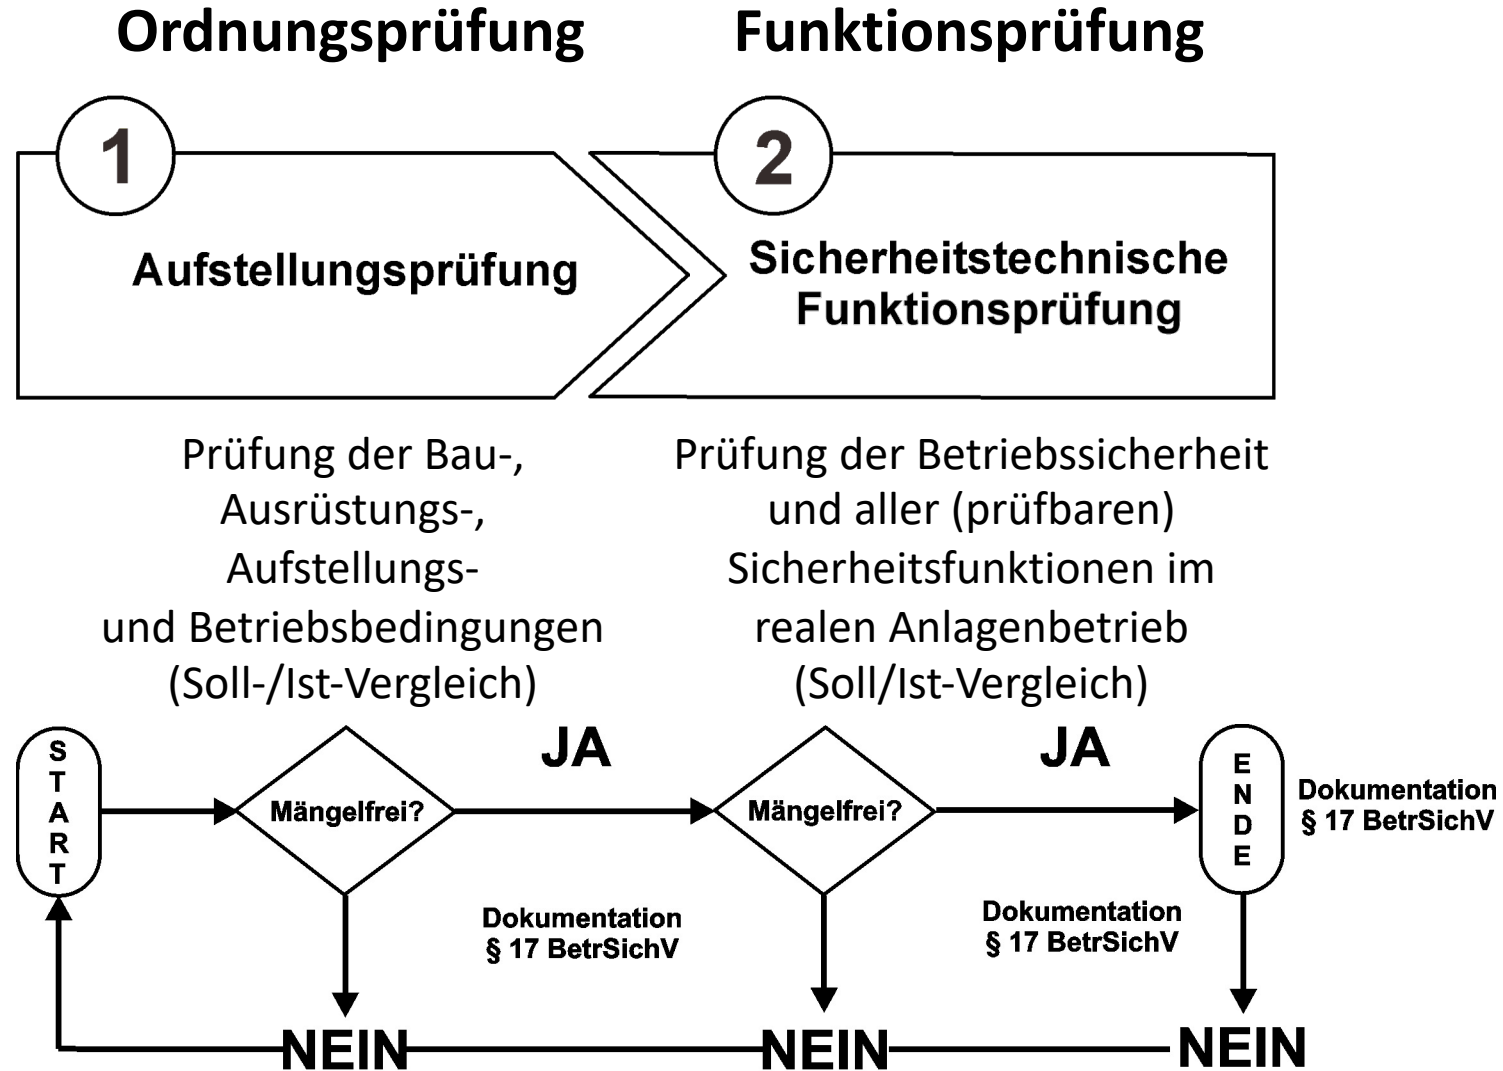 Ordnungsprüfung
Funktionsprüfung
1
2
Aufstellungsprüfung
Sicherheitstechnische
Funktionsprüfung
Prüfung der Bau-,
Ausrüstungs-,
Aufstellungs-
und Betriebsbedingungen
(Soll-/Ist-Vergleich)
Prüfung der Betriebssicherheit
und aller (prüfbaren)
Sicherheitsfunktionen im
realen Anlagenbetrieb
(Soll/Ist-Vergleich)
START
Mängelfrei?
JA
Mängelfrei?
JA
ENDE
Dokumentation
§ 17 BetrSichV
Dokumentation
§ 17 BetrSichV
Dokumentation
§ 17 BetrSichV
NEIN
NEIN
NEIN